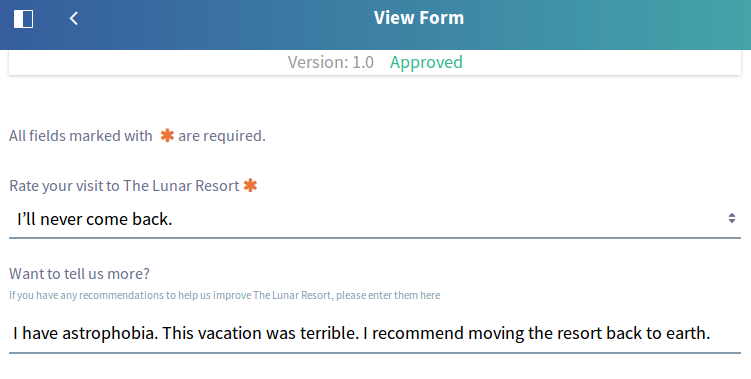 View Form
Version: 1.0 Approved
All fields marked with ✱ are required.
Rate your visit to The Lunar Resort ✱
I’ll never come back.
Want to tell us more?
If you have any recommendations to help us improve The Lunar Resort, please enter them here
I have astrophobia. This vacation was terrible. I recommend moving the resort back to earth.